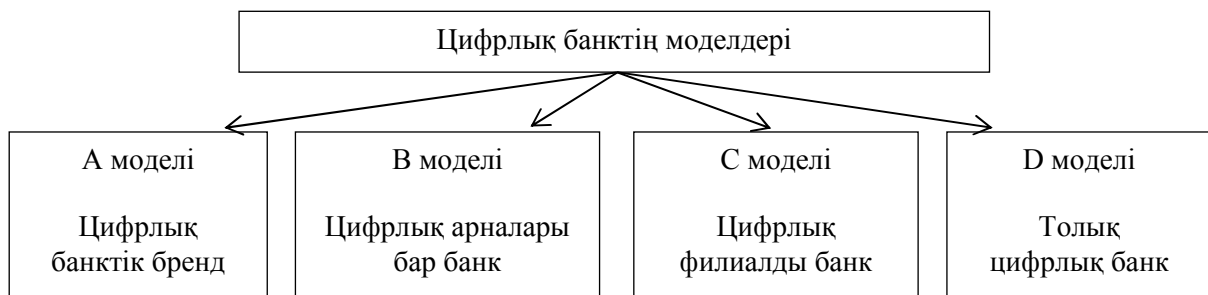 Цифрлық банктің моделдері
А моделі
Цифрлық
банктік бренд
В моделі
Цифрлық арналары
бар банк
С моделі
Цифрлық
филиалды банк
D моделі
Толық
цифрлық банк